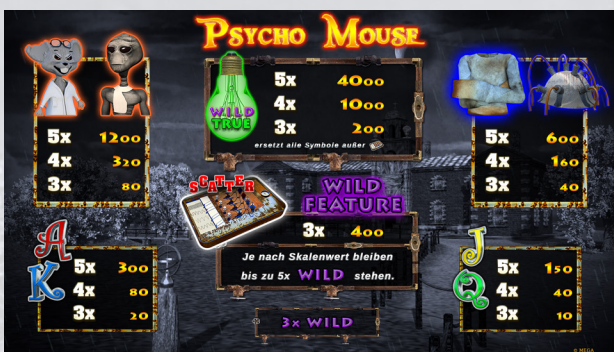 PSYCHO MOUSE
5x 1200
4x 320
3x 80
WILD
TRUE
5x 4000
4x 1000
3x 200
ersetzt alle Symbole außer
5x 600
4x 160
3x 40
SCATTER
WILD
FEATURE
3x 400
Je nach Skalenwert bleiben
bis zu 5x WILD stehen.
3x WILD
A
K
5x 300
4x 80
3x 20
J
Q
5x 150
4x 40
3x 10
© MEGA